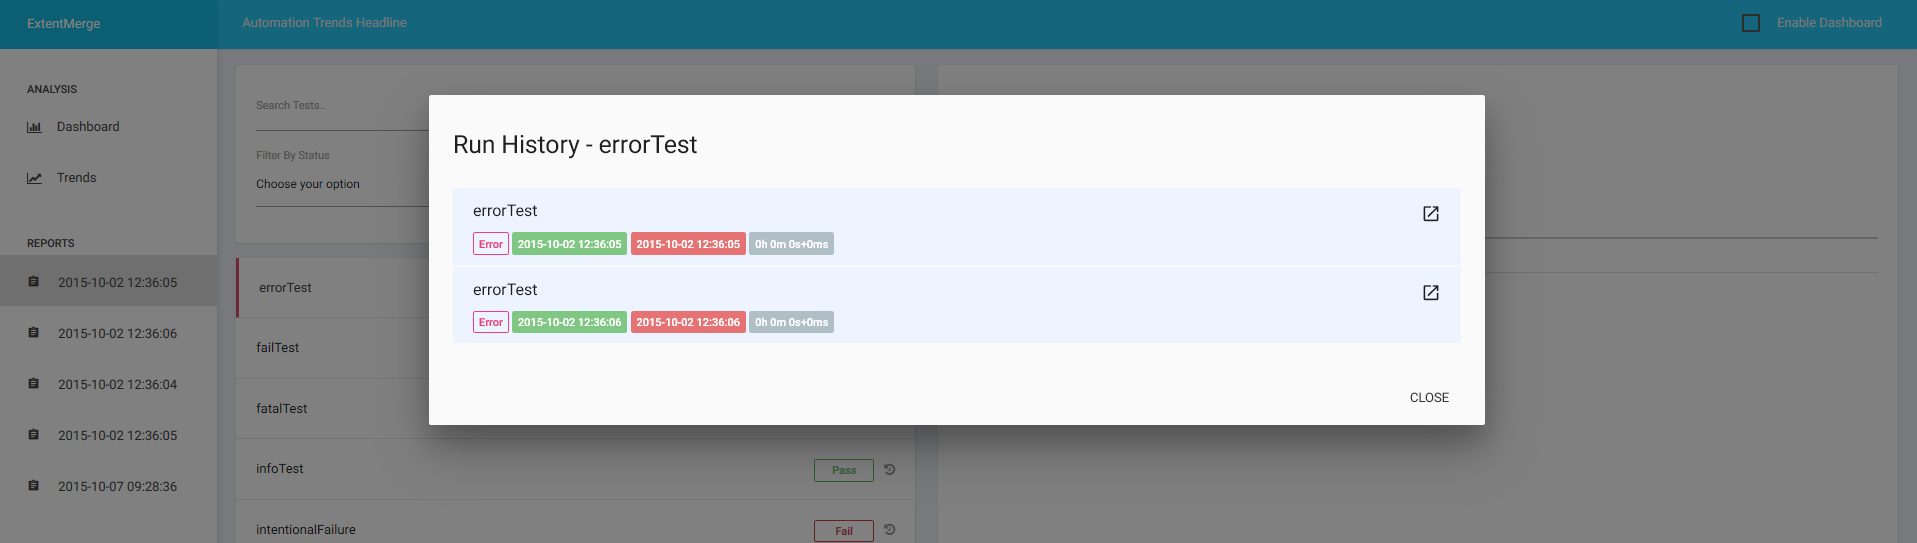 ExtentMerge
Automation Trends Headline
Enable Dashboard
ANALYSIS
Dashboard
Trends
REPORTS
2015-10-02 12:36:05
2015-10-02 12:36:06
2015-10-02 12:36:04
2015-10-02 12:36:05
2015-10-07 09:28:36
Search Tests..
Filter By Status
Choose your option
errorTest
failTest
fatalTest
infoTest Pass
intentionalFailure Fail
Run History - errorTest
errorTest
Error 2015-10-02 12:36:05 2015-10-02 12:36:05 0h 0m 0s+0ms
errorTest
Error 2015-10-02 12:36:06 2015-10-02 12:36:06 0h 0m 0s+0ms
CLOSE